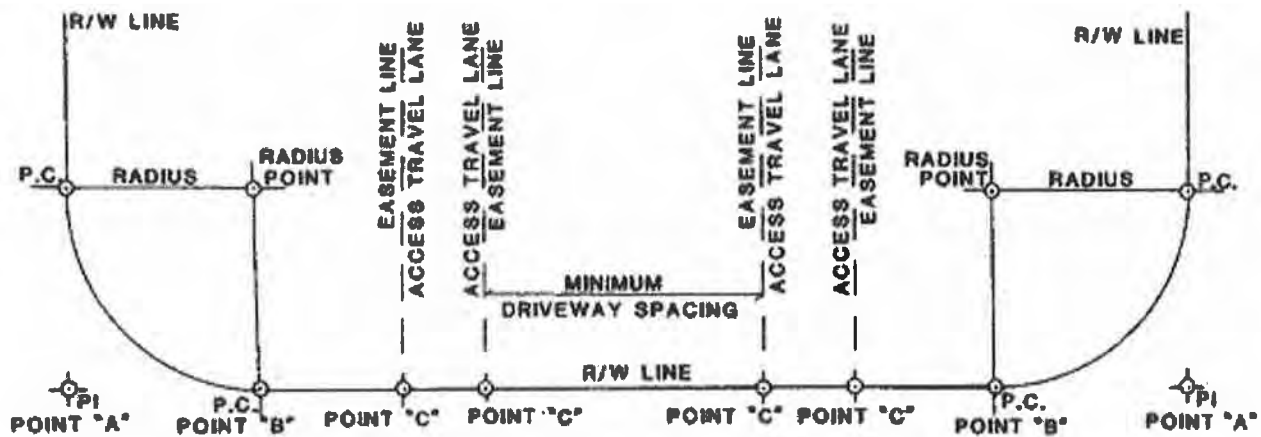 R/W LINE
R/W LINE
EASEMENT LINE
ACCESS TRAVEL LANE
ACCESS TRAVEL LANE
EASEMENT LINE
EASEMENT LINE
ACCESS TRAVEL LANE
ACCESS TRAVEL LANE
EASEMENT LINE
P.C.
RADIUS
RADIUS
POINT
RADIUS
POINT
RADIUS
P.C.
MINIMUM
DRIVEWAY SPACING
R/W LINE
PI
POINT "A"
P.C.
POINT "B"
POINT "C"
POINT "C"
POINT "C"
POINT "C"
P.C.
POINT "B"
PI
POINT "A"